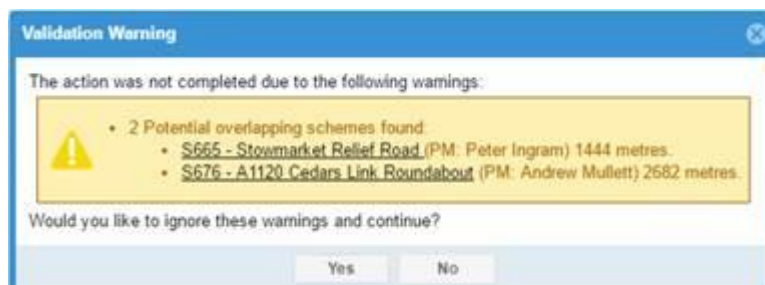 Validation Warning
The action was not completed due to the following warnings:
2 Potential overlapping schemes found:
S665 - Stowmarket Relief Road (PM: Peter Ingram) 1444 metres.
S676 - A1120 Cedars Link Roundabout (PM: Andrew Mullett) 2682 metres.
Would you like to ignore these warnings and continue?
Yes No